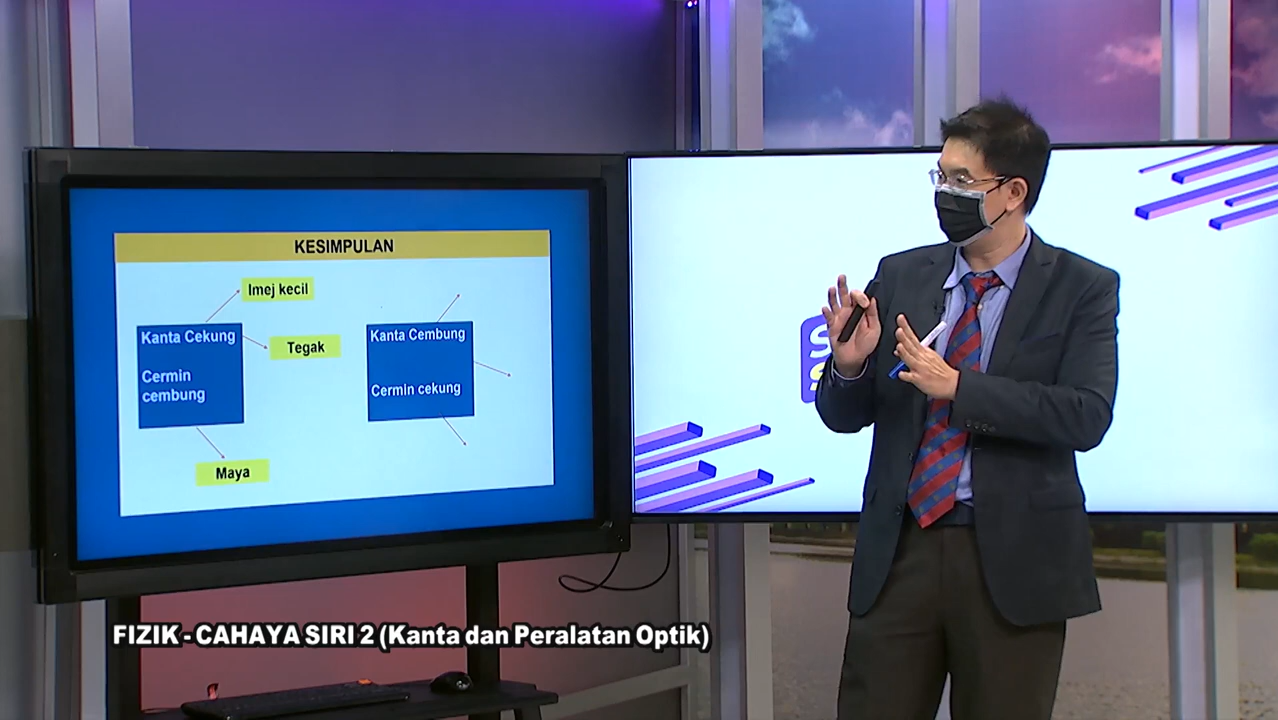 KESIMPULAN
Imej kecil
Kanta Cekung
Tegak
Cermin
cembung
Maya
Kanta Cembung
Cermin cekung
FIZIK - CAHAYA SIRI 2 (Kanta dan Peralatan Optik)